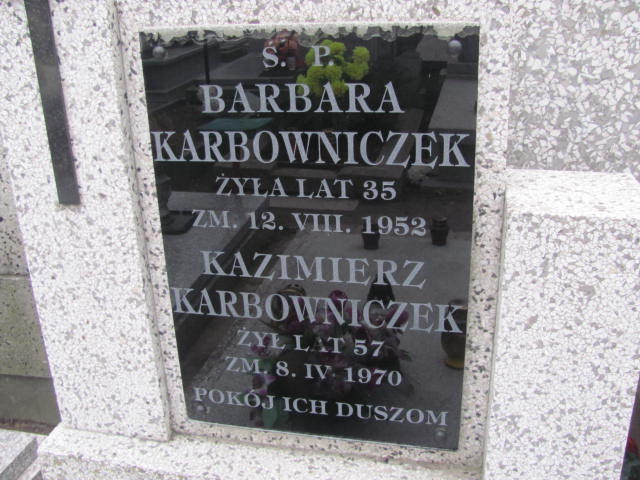 Ś. P.
BARBARA
KARBOWNICZEK
ŻYŁA LAT 35
ZM. 12. VIII. 1952
KAZIMIERZ
KARBOWNICZEK
ŻYŁ LAT 57
ZM. 8. IV. 1970
POKÓJ ICH DUSZOM